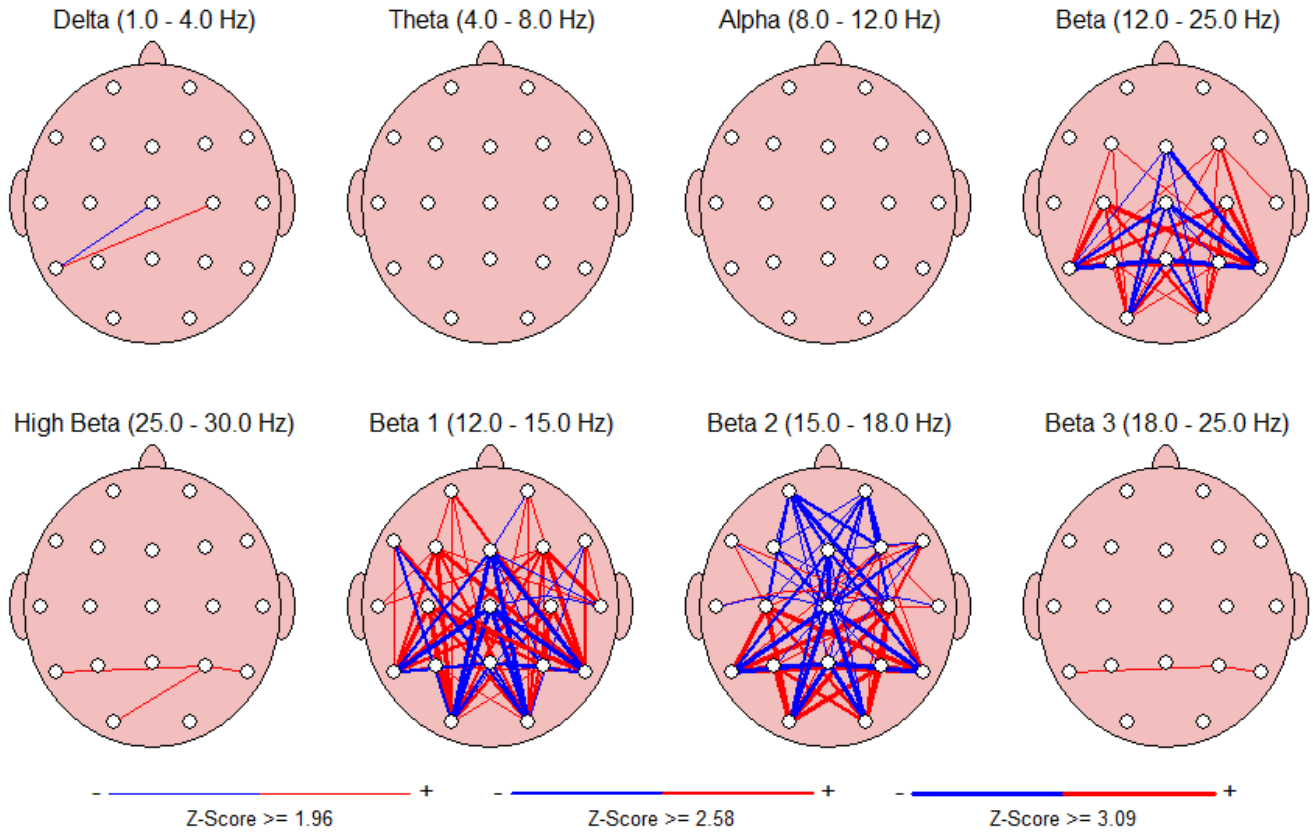 Delta (1.0 - 4.0 Hz)
Theta (4.0 - 8.0 Hz)
Alpha (8.0 - 12.0 Hz)
Beta (12.0 - 25.0 Hz)
High Beta (25.0 - 30.0 Hz)
Beta 1 (12.0 - 15.0 Hz)
Beta 2 (15.0 - 18.0 Hz)
Beta 3 (18.0 - 25.0 Hz)
- +
Z-Score >= 1.96
- +
Z-Score >= 2.58
- +
Z-Score >= 3.09